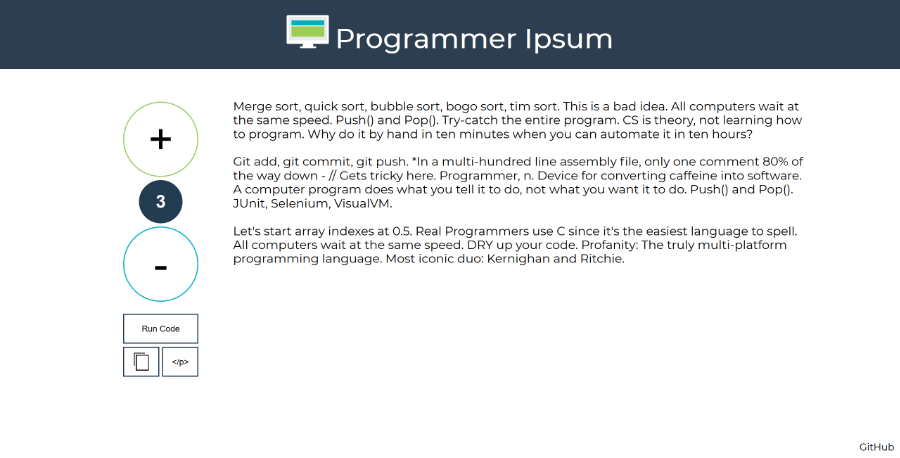 Programmer Ipsum
+
3
-
Run Code
</p>
Merge sort, quick sort, bubble sort, bogo sort, tim sort. This is a bad idea. All computers wait at
the same speed. Push() and Pop(). Try-catch the entire program. CS is theory, not learning how
to program. Why do it by hand in ten minutes when you can automate it in ten hours?
Git add, git commit, git push. *In a multi-hundred line assembly file, only one comment 80% of
the way down - // Gets tricky here. Programmer, n. Device for converting caffeine into software.
A computer program does what you tell it to do, not what you want it to do. Push() and Pop().
JUnit, Selenium, VisualVM.
Let's start array indexes at 0.5. Real Programmers use C since it's the easiest language to spell.
All computers wait at the same speed. DRY up your code. Profanity: The truly multi-platform
programming language. Most iconic duo: Kernighan and Ritchie.
GitHub